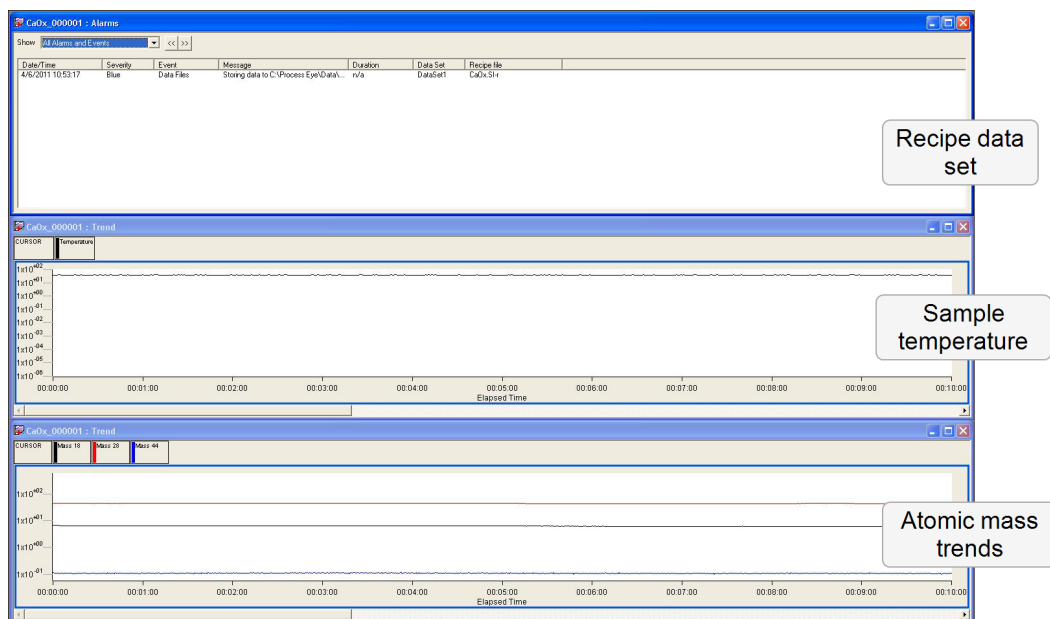 CaOx_000001 : Alarms
Show All Alarms and Events << >>
Date/Time Severity Event Message Duration Data Set Recipe file
4/6/2011 10:53:17 Blue Data Files Storing data to C:\Process Eye\Data\... n/a DataSet1 CaOx.SI-r
Recipe data
set
CaOx_000001 : Trend
CURSOR Temperature
1x10+02
1x10+01
1x10+00
1x10-01
1x10-02
1x10-03
1x10-04
1x10-05
1x10-06
00:00:00 00:01:00 00:02:00 00:03:00 00:04:00 00:05:00 00:06:00 00:07:00 00:08:00 00:09:00 00:10:00
Elapsed Time
Sample
temperature
CaOx_000001 : Trend
CURSOR Mass 18 Mass 28 Mass 44
1x10+02
1x10+01
1x10+00
1x10-01
00:00:00 00:01:00 00:02:00 00:03:00 00:04:00 00:05:00 00:06:00 00:07:00 00:08:00 00:09:00 00:10:00
Elapsed Time
Atomic mass
trends